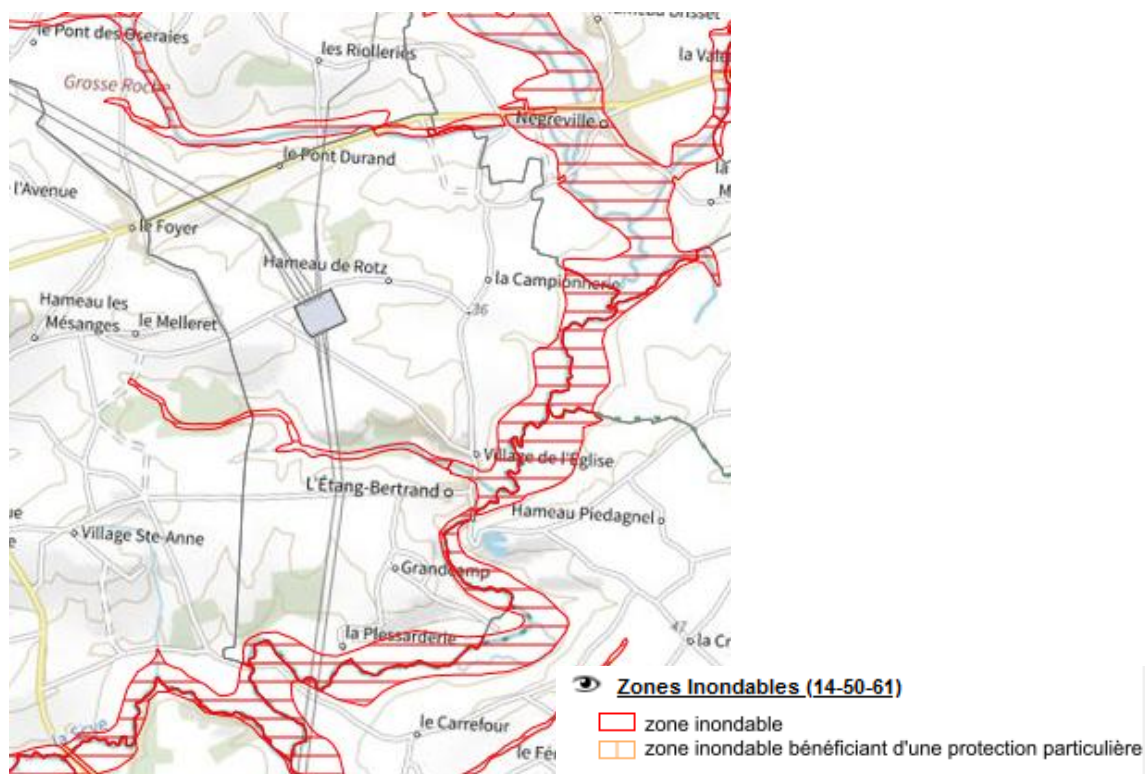 le Pont des Oseraies
les Riolleries
Grosse Roche
Négreville
le Pont Durand
l'Avenue
le Foyer
Hameau de Rotz
la Campionnerie
36
Hameau les
Mésanges
le Melleret
Village de l'Eglise
L'Étang-Bertrand
Hameau Piedagnel
Village Ste-Anne
Grandcamp
la Plessarderie
47
la Cr
le Carrefour
le Fé
Zones Inondables (14-50-61)
zone inondable
zone inondable bénéficiant d'une protection particulière